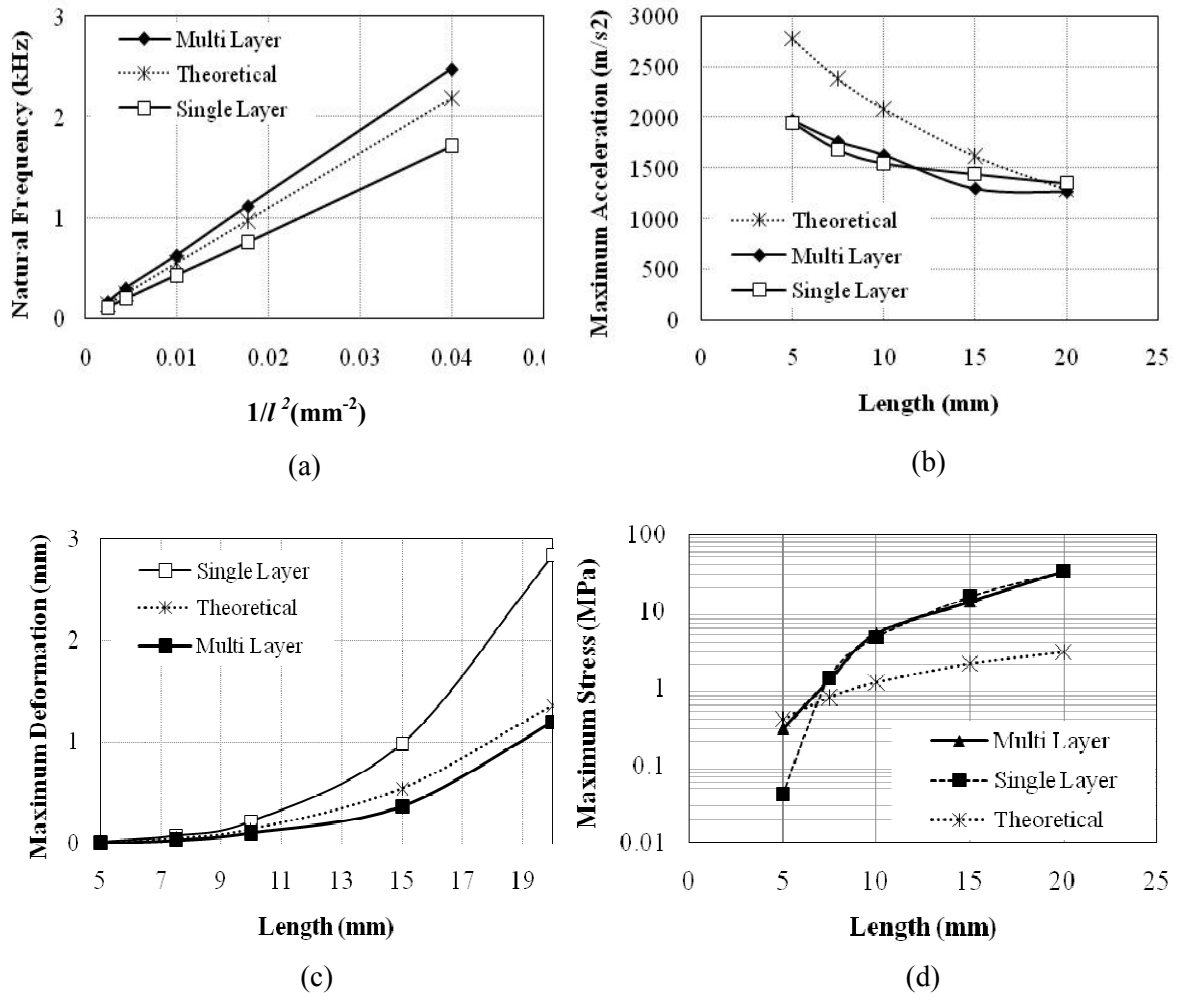 Natural Frequency (kHz)
3
2
1
0
Multi Layer
Theoretical
Single Layer
0 0.01 0.02 0.03 0.04
1/l ² (mm⁻²)
(a)
Maximum Acceleration (m/s2)
3000
2500
2000
1500
1000
500
0
Theoretical
Multi Layer
Single Layer
0 5 10 15 20 25
Length (mm)
(b)
Maximum Deformation (mm)
3
2
1
0
Single Layer
Theoretical
Multi Layer
5 7 9 11 13 15 17 19
Length (mm)
(c)
Maximum Stress (MPa)
100
10
1
0.1
0.01
Multi Layer
Single Layer
Theoretical
0 5 10 15 20 25
Length (mm)
(d)